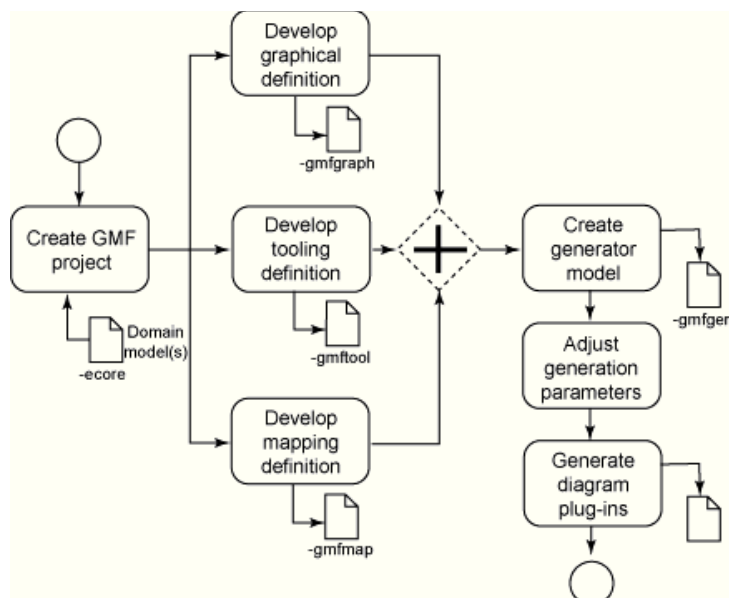 Develop
graphical
definition
-gmfgraph
Create GMF
project
Domain
model(s)
-ecore
Develop
tooling
definition
-gmftool
Develop
mapping
definition
-gmfmap
Create
generator
model
-gmfger
Adjust
generation
parameters
Generate
diagram
plug-ins